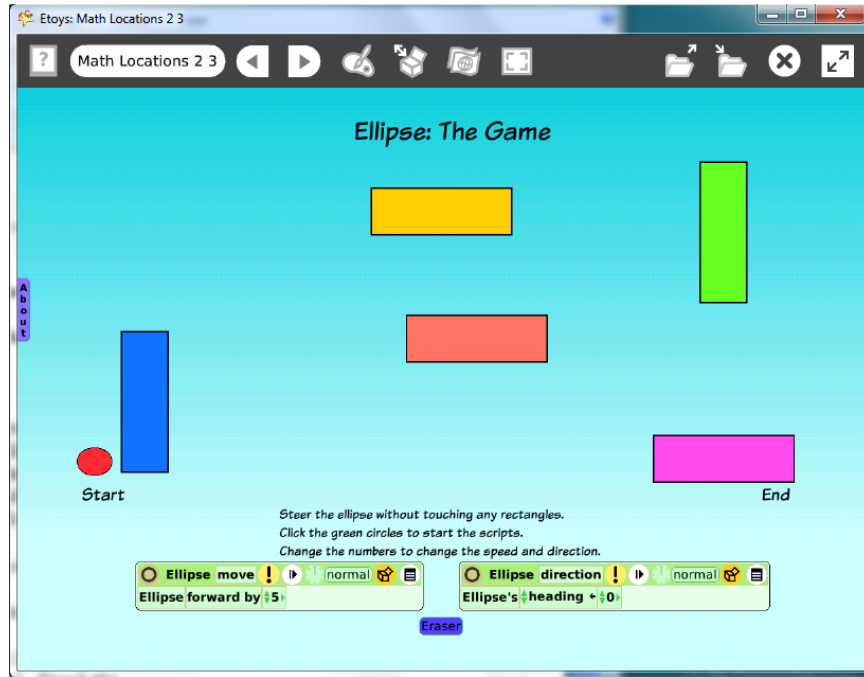 Etoys: Math Locations 2 3
Math Locations 2 3
Ellipse: The Game
About
Start
End
Steer the ellipse without touching any rectangles.
Click the green circles to start the scripts.
Change the numbers to change the speed and direction.
Ellipse move ! normal
Ellipse forward by 5
Ellipse direction ! normal
Ellipse's heading ← 0
Eraser